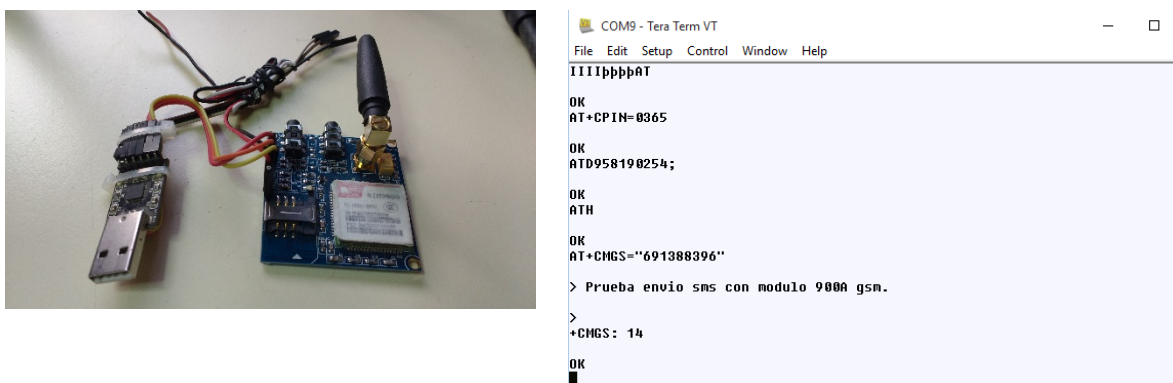 COM9 - Tera Term VT
File Edit Setup Control Window Help
IIIIþþþþAT
OK
AT+CPIN=0365
OK
ATD958190254;
OK
ATH
OK
AT+CMGS="691388396"
> Prueba envio sms con modulo 900A gsm.
>
+CMGS: 14
OK